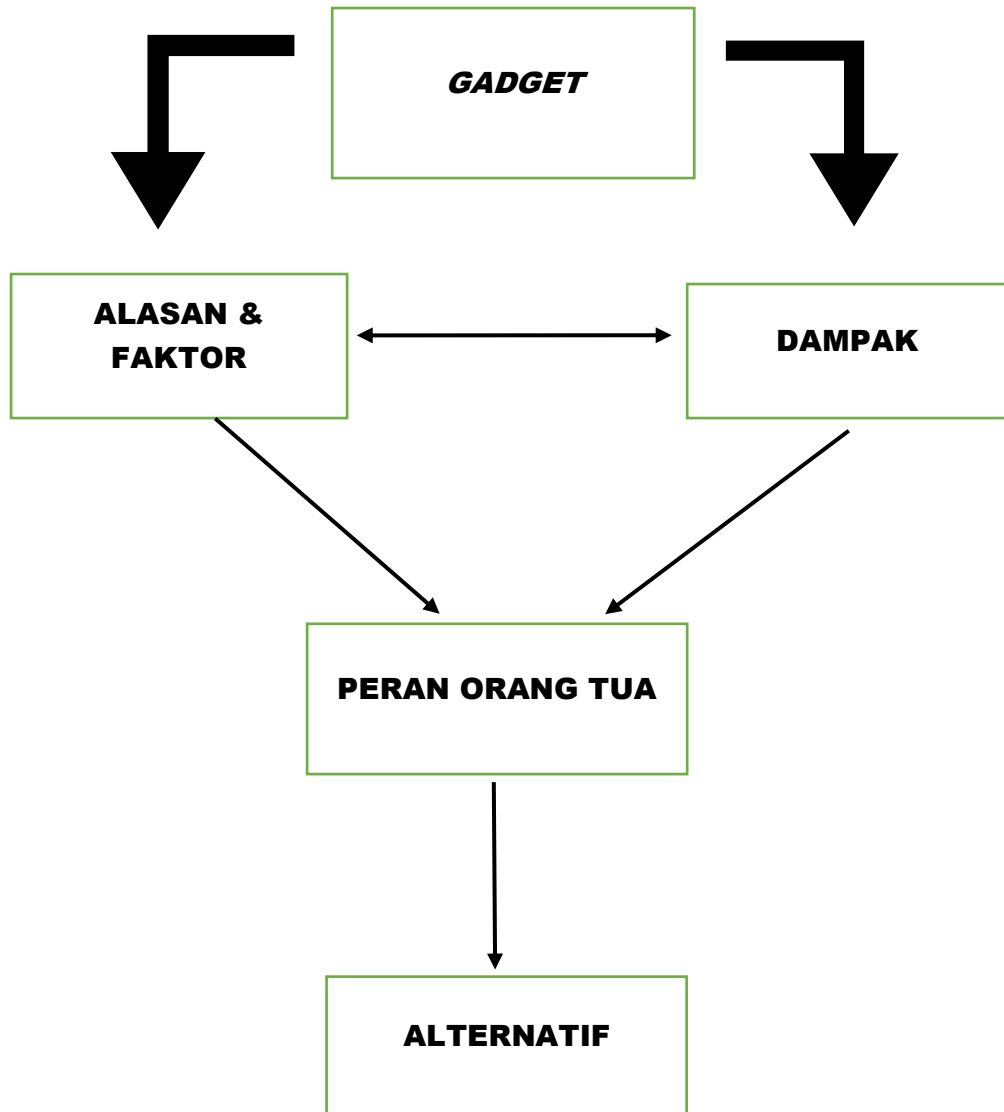 GADGET
ALASAN &
FAKTOR
DAMPAK
PERAN ORANG TUA
ALTERNATIF